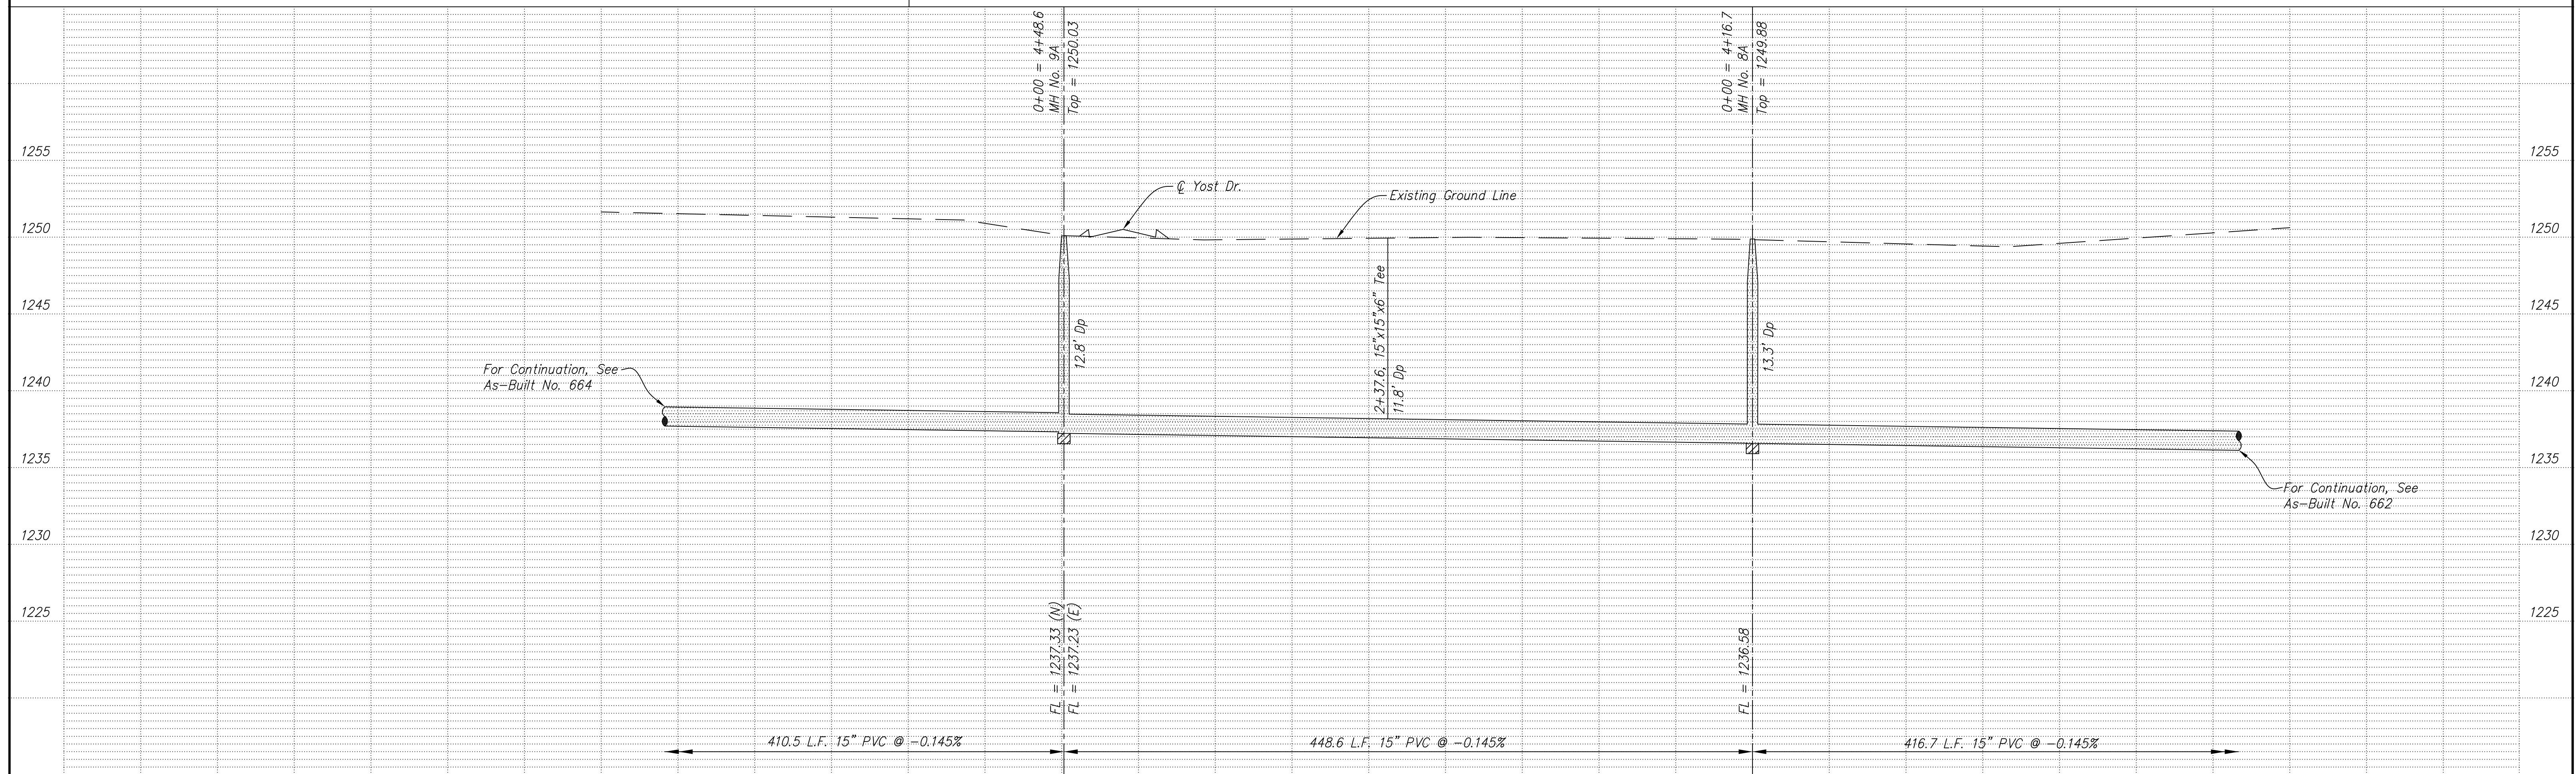 0+00 = 4+48.6
MH No. 9A
Top = 1250.03
0+00 = 4+16.7
MH No. 8A
Top = 1249.88
1255
1255
℄ Yost Dr.
Existing Ground Line
1250
1250
1245
1245
2+37.6, 15"x15"x6" Tee
11.8' Dp
12.8' Dp
13.3' Dp
For Continuation, See
As-Built No. 664
1240
1240
1235
1235
For Continuation, See
As-Built No. 662
1230
1230
1225
1225
FL = 1237.33 (N)
FL = 1237.23 (E)
FL = 1236.58
410.5 L.F. 15" PVC @ -0.145%
448.6 L.F. 15" PVC @ -0.145%
416.7 L.F. 15" PVC @ -0.145%